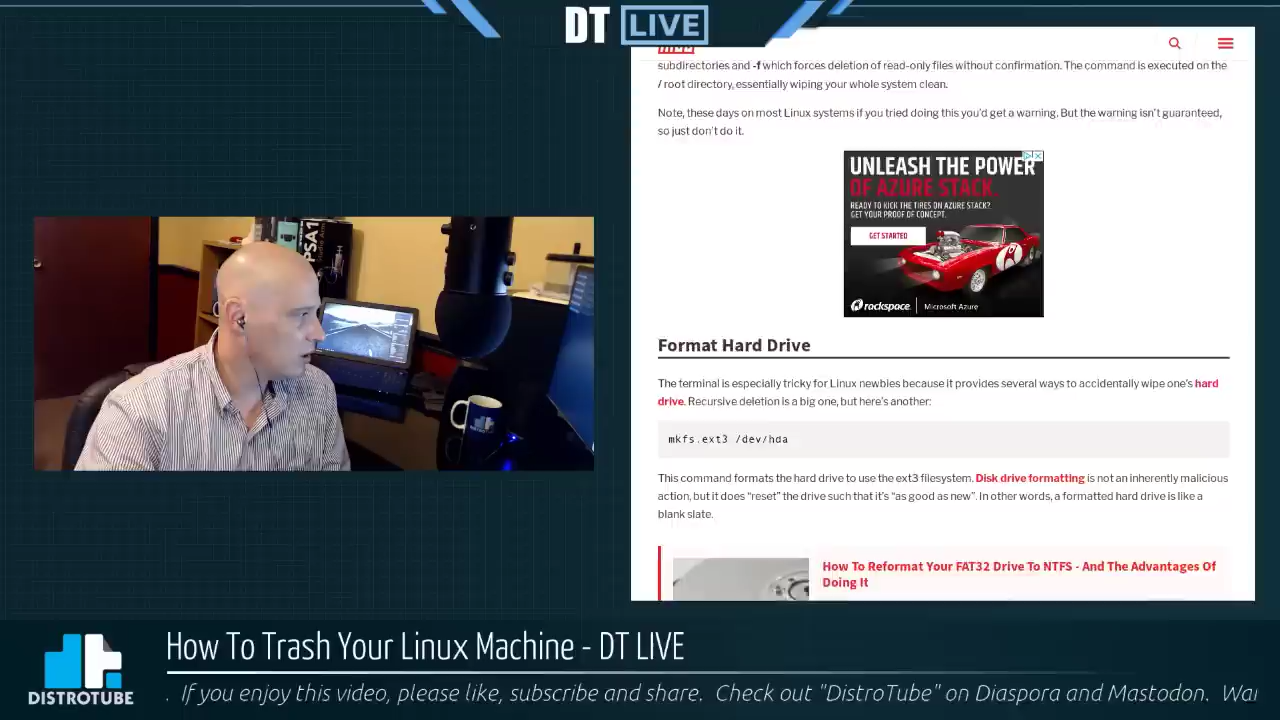 DT LIVE
subdirectories and -f which forces deletion of read-only files without confirmation. The command is executed on the
/ root directory, essentially wiping your whole system clean.
Note, these days on most Linux systems if you tried doing this you'd get a warning. But the warning isn't guaranteed,
so just don't do it.
UNLEASH THE POWER
OF AZURE STACK.
READY TO KICK THE TIRES ON AZURE STACK?
GET YOUR PROOF OF CONCEPT.
GET STARTED
rackspace. | Microsoft Azure
Format Hard Drive
The terminal is especially tricky for Linux newbies because it provides several ways to accidentally wipe one's hard
drive. Recursive deletion is a big one, but here's another:
mkfs.ext3 /dev/hda
This command formats the hard drive to use the ext3 filesystem. Disk drive formatting is not an inherently malicious
action, but it does “reset” the drive such that it's “as good as new”. In other words, a formatted hard drive is like a
blank slate.
How To Reformat Your FAT32 Drive To NTFS - And The Advantages Of
Doing It
PSA1
How To Trash Your Linux Machine - DT LIVE
DISTROTUBE
. If you enjoy this video, please like, subscribe and share. Check out "DistroTube" on Diaspora and Mastodon. Wa